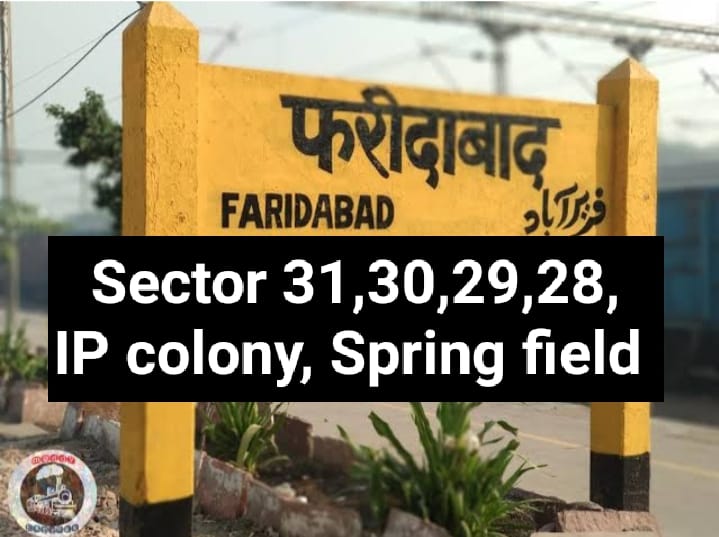 फरीदाबाद
FARIDABAD
فریدآباد
Sector 31,30,29,28,
IP colony, Spring field